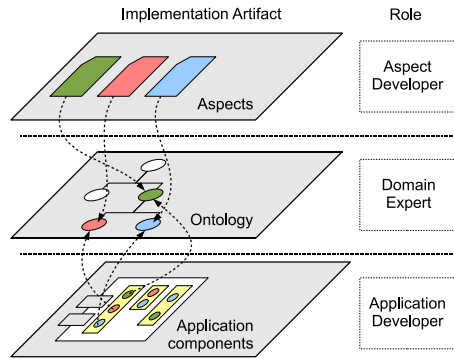 Implementation Artifact
Role
Aspects
Aspect
Developer
Ontology
Domain
Expert
Application
components
Application
Developer